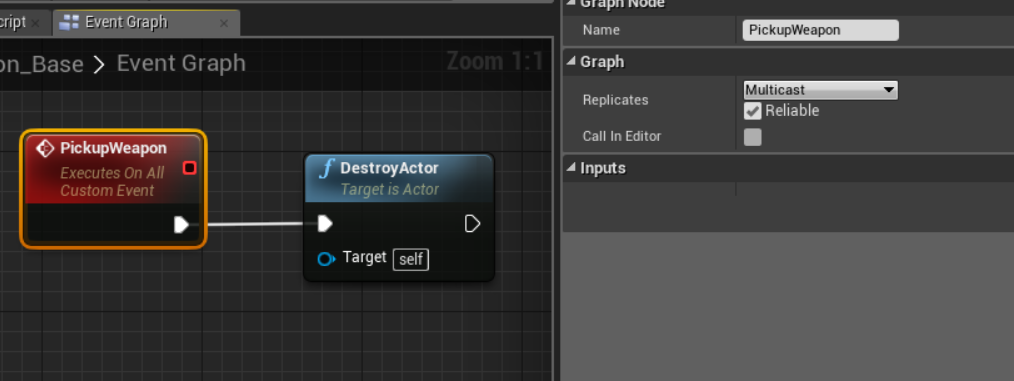 cript
Event Graph
on_Base > Event Graph
Zoom 1:1
PickupWeapon
Executes On All
Custom Event
f DestroyActor
Target is Actor
Target self
Graph Node
Name PickupWeapon
Graph
Replicates Multicast
Reliable
Call In Editor
Inputs